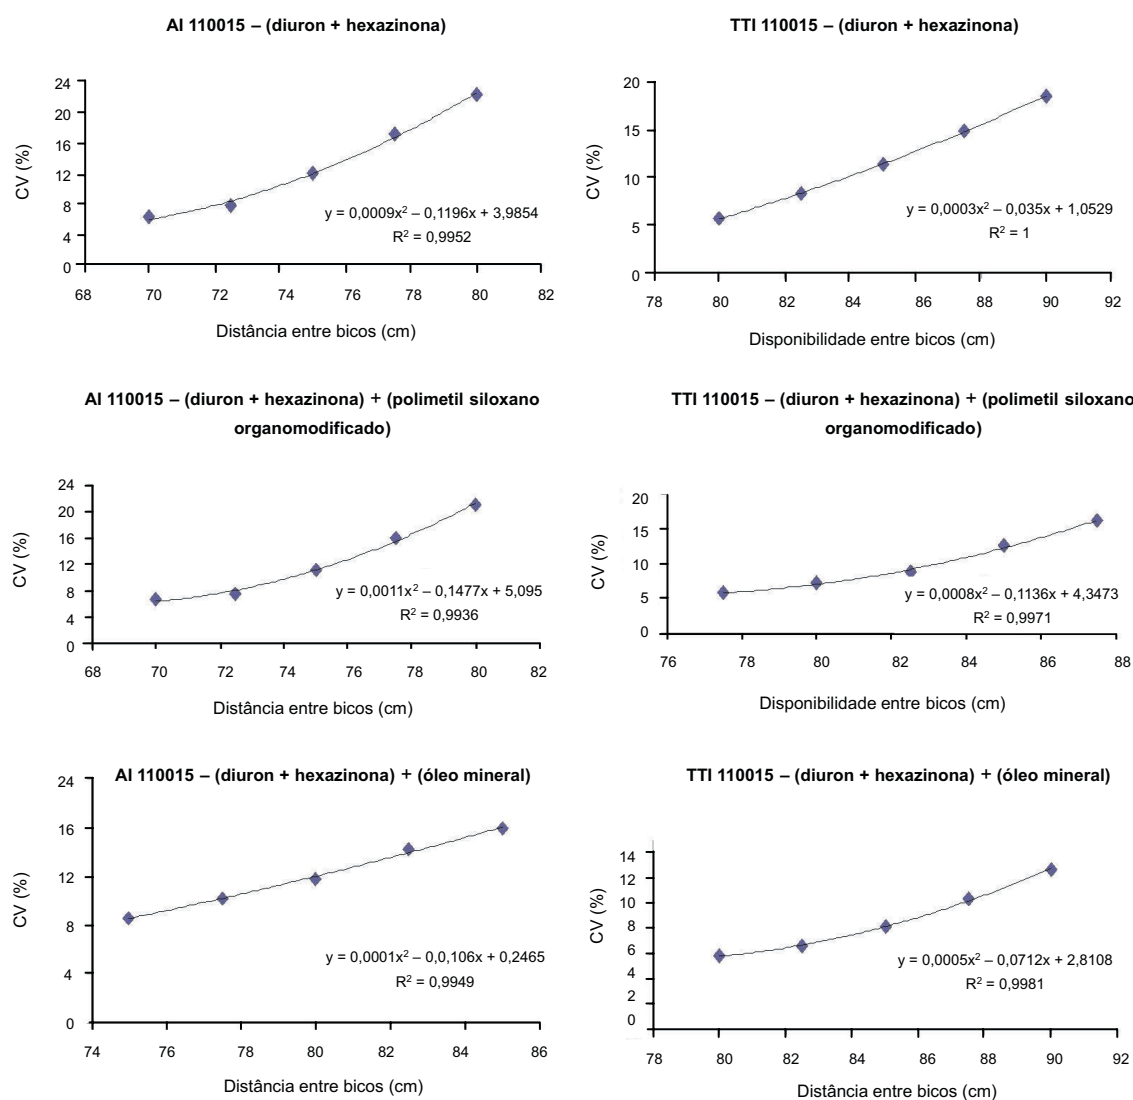 AI 110015 – (diuron + hexazinona)
CV (%)
24
20
16
12
8
4
0
y = 0,0009x² – 0,1196x + 3,9854
R² = 0,9952
68 70 72 74 76 78 80 82
Distância entre bicos (cm)
TTI 110015 – (diuron + hexazinona)
CV (%)
20
15
10
5
0
y = 0,0003x² – 0,035x + 1,0529
R² = 1
78 80 82 84 86 88 90 92
Disponibilidade entre bicos (cm)
AI 110015 – (diuron + hexazinona) + (polimetil siloxano
organomodificado)
CV (%)
24
20
16
12
8
4
0
y = 0,0011x² – 0,1477x + 5,095
R² = 0,9936
68 70 72 74 76 78 80 82
Distância entre bicos (cm)
TTI 110015 – (diuron + hexazinona) + (polimetil siloxano
organomodificado)
CV (%)
20
15
10
5
0
y = 0,0008x² – 0,1136x + 4,3473
R² = 0,9971
76 78 80 82 84 86 88
Disponibilidade entre bicos (cm)
AI 110015 – (diuron + hexazinona) + (óleo mineral)
CV (%)
24
16
12
8
4
0
y = 0,0001x² – 0,0,106x + 0,2465
R² = 0,9949
74 76 78 80 82 84 86
Distância entre bicos (cm)
TTI 110015 – (diuron + hexazinona) + (óleo mineral)
CV (%)
14
12
10
8
6
4
2
0
y = 0,0005x² – 0,0712x + 2,8108
R² = 0,9981
78 80 82 84 86 88 90 92
Distância entre bicos (cm)